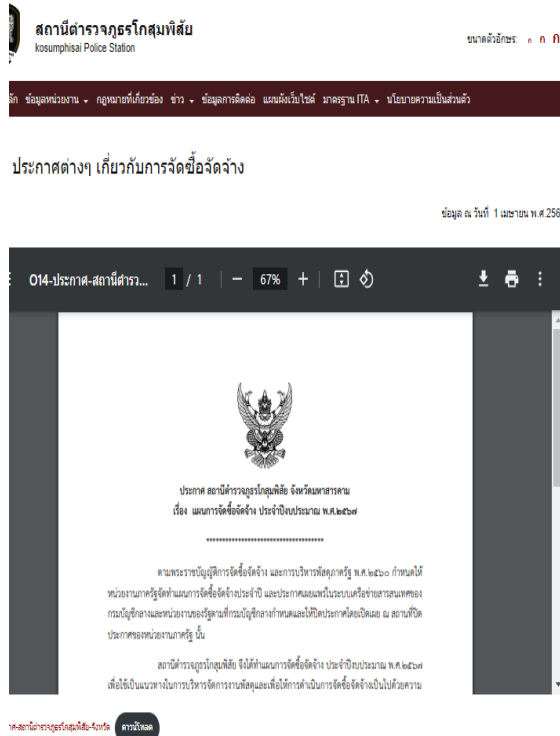 สถานีตำรวจภูธรโกสุมพิสัย
kosumphisai Police Station
ขนาดตัวอักษร: ก ก ก
ข้อมูลหน่วยงาน กฎหมายที่เกี่ยวข้อง ข่าว ข้อมูลการติดต่อ แผนผังเว็บไซต์ มาตรฐาน ITA นโยบายความเป็นส่วนตัว
ประกาศต่างๆ เกี่ยวกับการจัดซื้อจัดจ้าง
ข้อมูล ณ วันที่ 1 เมษายน พ.ศ.256
O14-ประกาศ-สถานีตำรว... 1 / 1 67%
ประกาศ สถานีตำรวจภูธรโกสุมพิสัย จังหวัดมหาสารคาม
เรื่อง แผนการจัดซื้อจัดจ้าง ประจำปีงบประมาณ พ.ศ.๒๕๖๗
************************************
ตามพระราชบัญญัติการจัดซื้อจัดจ้าง และการบริหารพัสดุภาครัฐ พ.ศ.๒๕๖๐ กำหนดให้
หน่วยงานภาครัฐจัดทำแผนการจัดซื้อจัดจ้างประจำปี และประกาศเผยแพร่ในระบบเครือข่ายสารสนเทศของ
กรมบัญชีกลางและหน่วยงานของรัฐตามที่กรมบัญชีกลางกำหนดและให้ปิดประกาศโดยเปิดเผย ณ สถานที่ปิด
ประกาศของหน่วยงานภาครัฐ นั้น
สถานีตำรวจภูธรโกสุมพิสัย จึงได้ทำแผนการจัดซื้อจัดจ้าง ประจำปีงบประมาณ พ.ศ.๒๕๖๗
เพื่อใช้เป็นแนวทางในการบริหารจัดการงานพัสดุและเพื่อให้การดำเนินการจัดซื้อจัดจ้างเป็นไปด้วยความ
าศ-สถานีตำรวจภูธรโกสุมพิสัย-จังหวัด ดาวน์โหลด